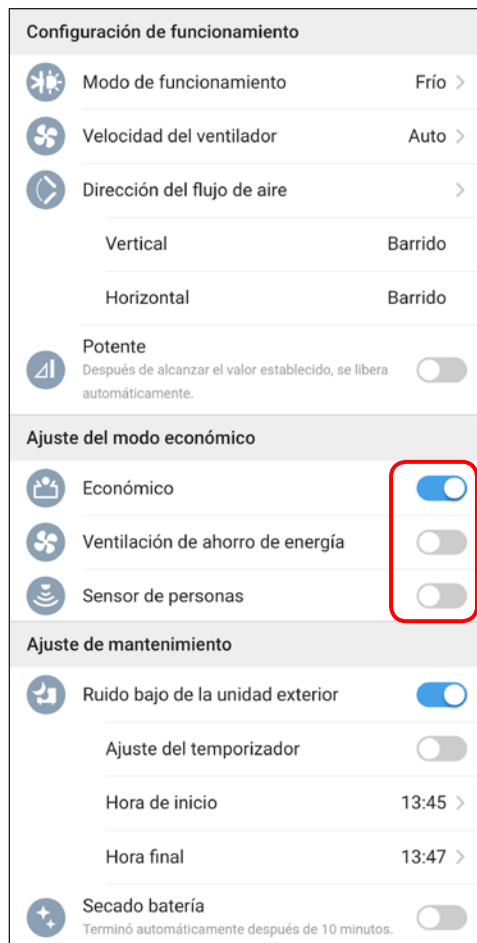 Configuración de funcionamiento
Modo de funcionamiento Frío
Velocidad del ventilador Auto
Dirección del flujo de aire
Vertical Barrido
Horizontal Barrido
Potente
Después de alcanzar el valor establecido, se libera
automáticamente.
Ajuste del modo económico
Económico
Ventilación de ahorro de energía
Sensor de personas
Ajuste de mantenimiento
Ruido bajo de la unidad exterior
Ajuste del temporizador
Hora de inicio 13:45
Hora final 13:47
Secado batería
Terminó automáticamente después de 10 minutos.